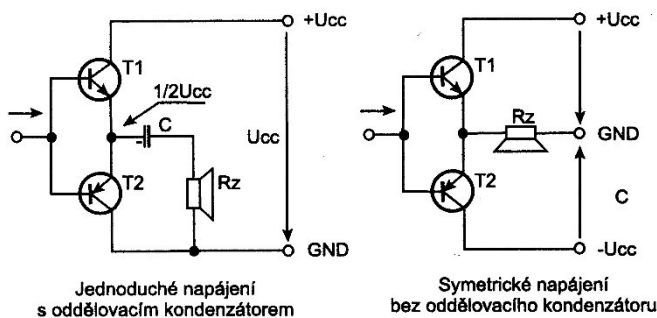 +Ucc
T1
1/2Ucc
C
-
Ucc
Rz
T2
GND
Jednoduché napájení
s oddělovacím kondenzátorem
+Ucc
T1
Rz
GND
T2
C
-Ucc
Symetrické napájení
bez oddělovacího kondenzátoru